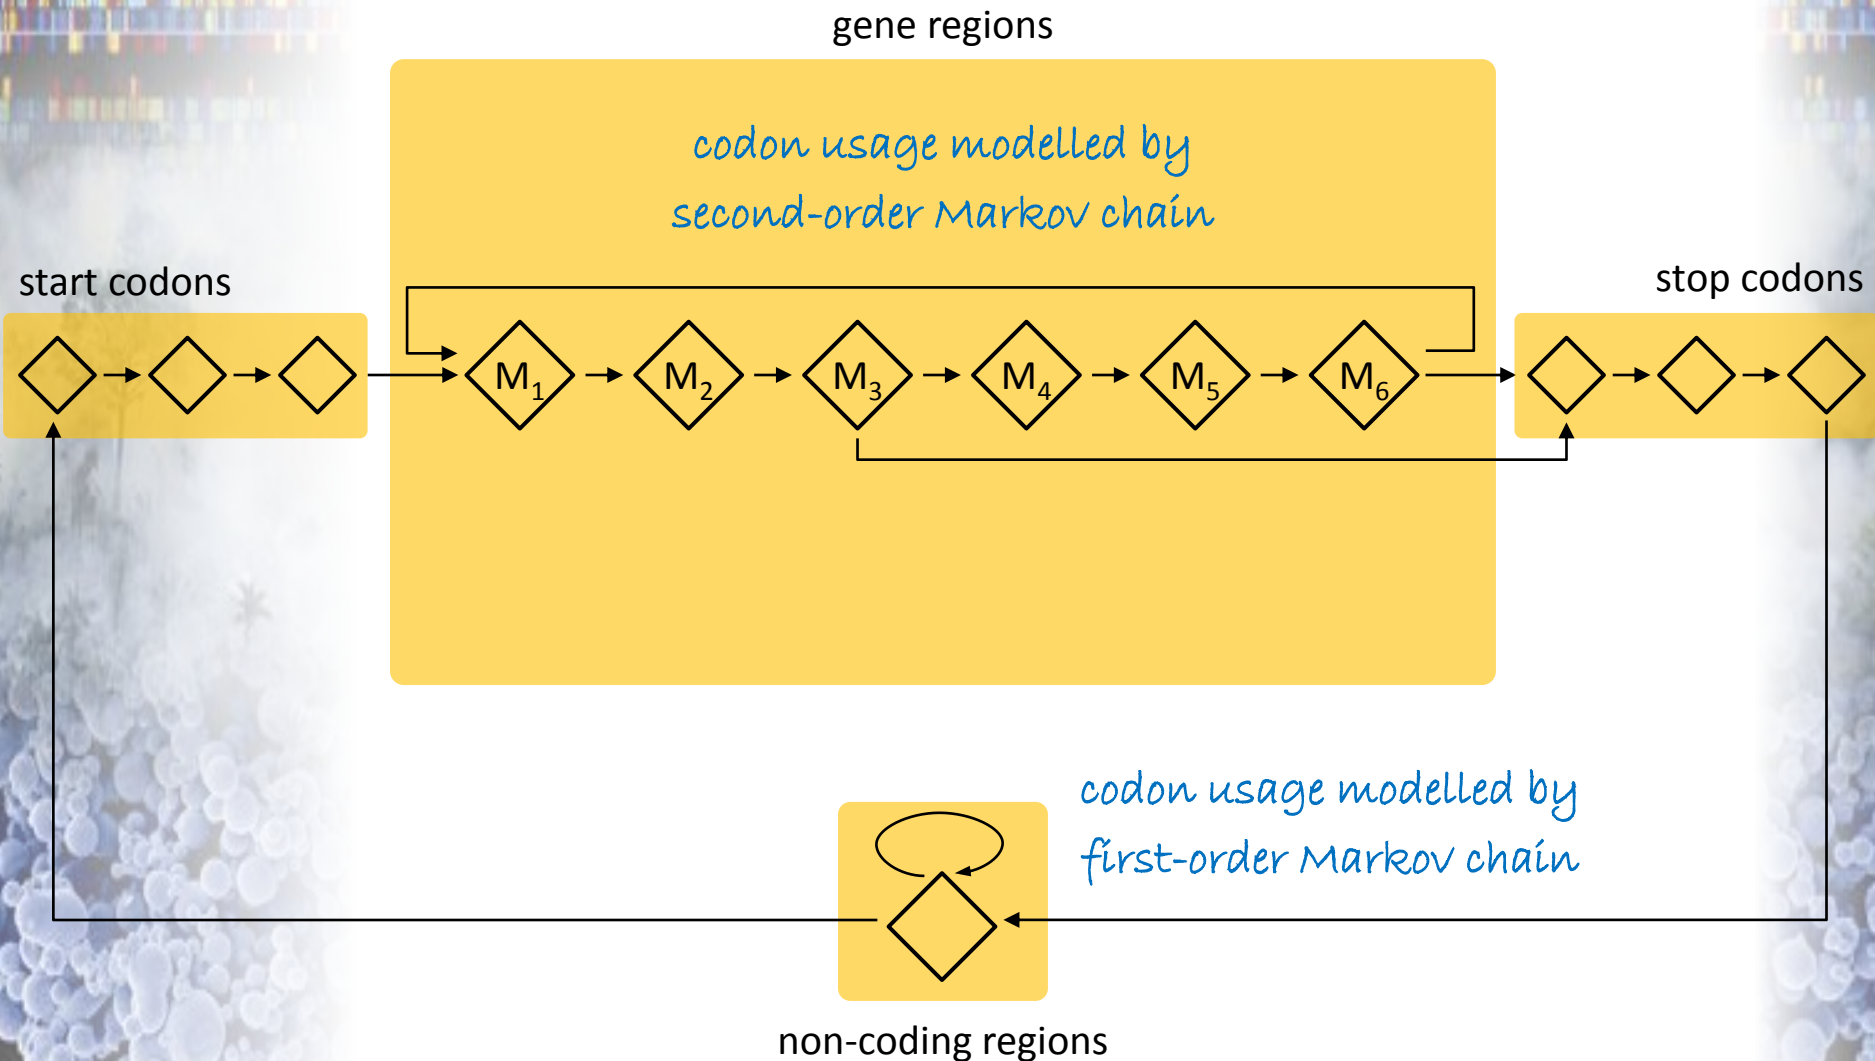 gene regions
codon usage modelled by
second-order Markov chain
start codons
stop codons
M₁ M₂ M₃ M₄ M₅ M₆
codon usage modelled by
first-order Markov chain
non-coding regions